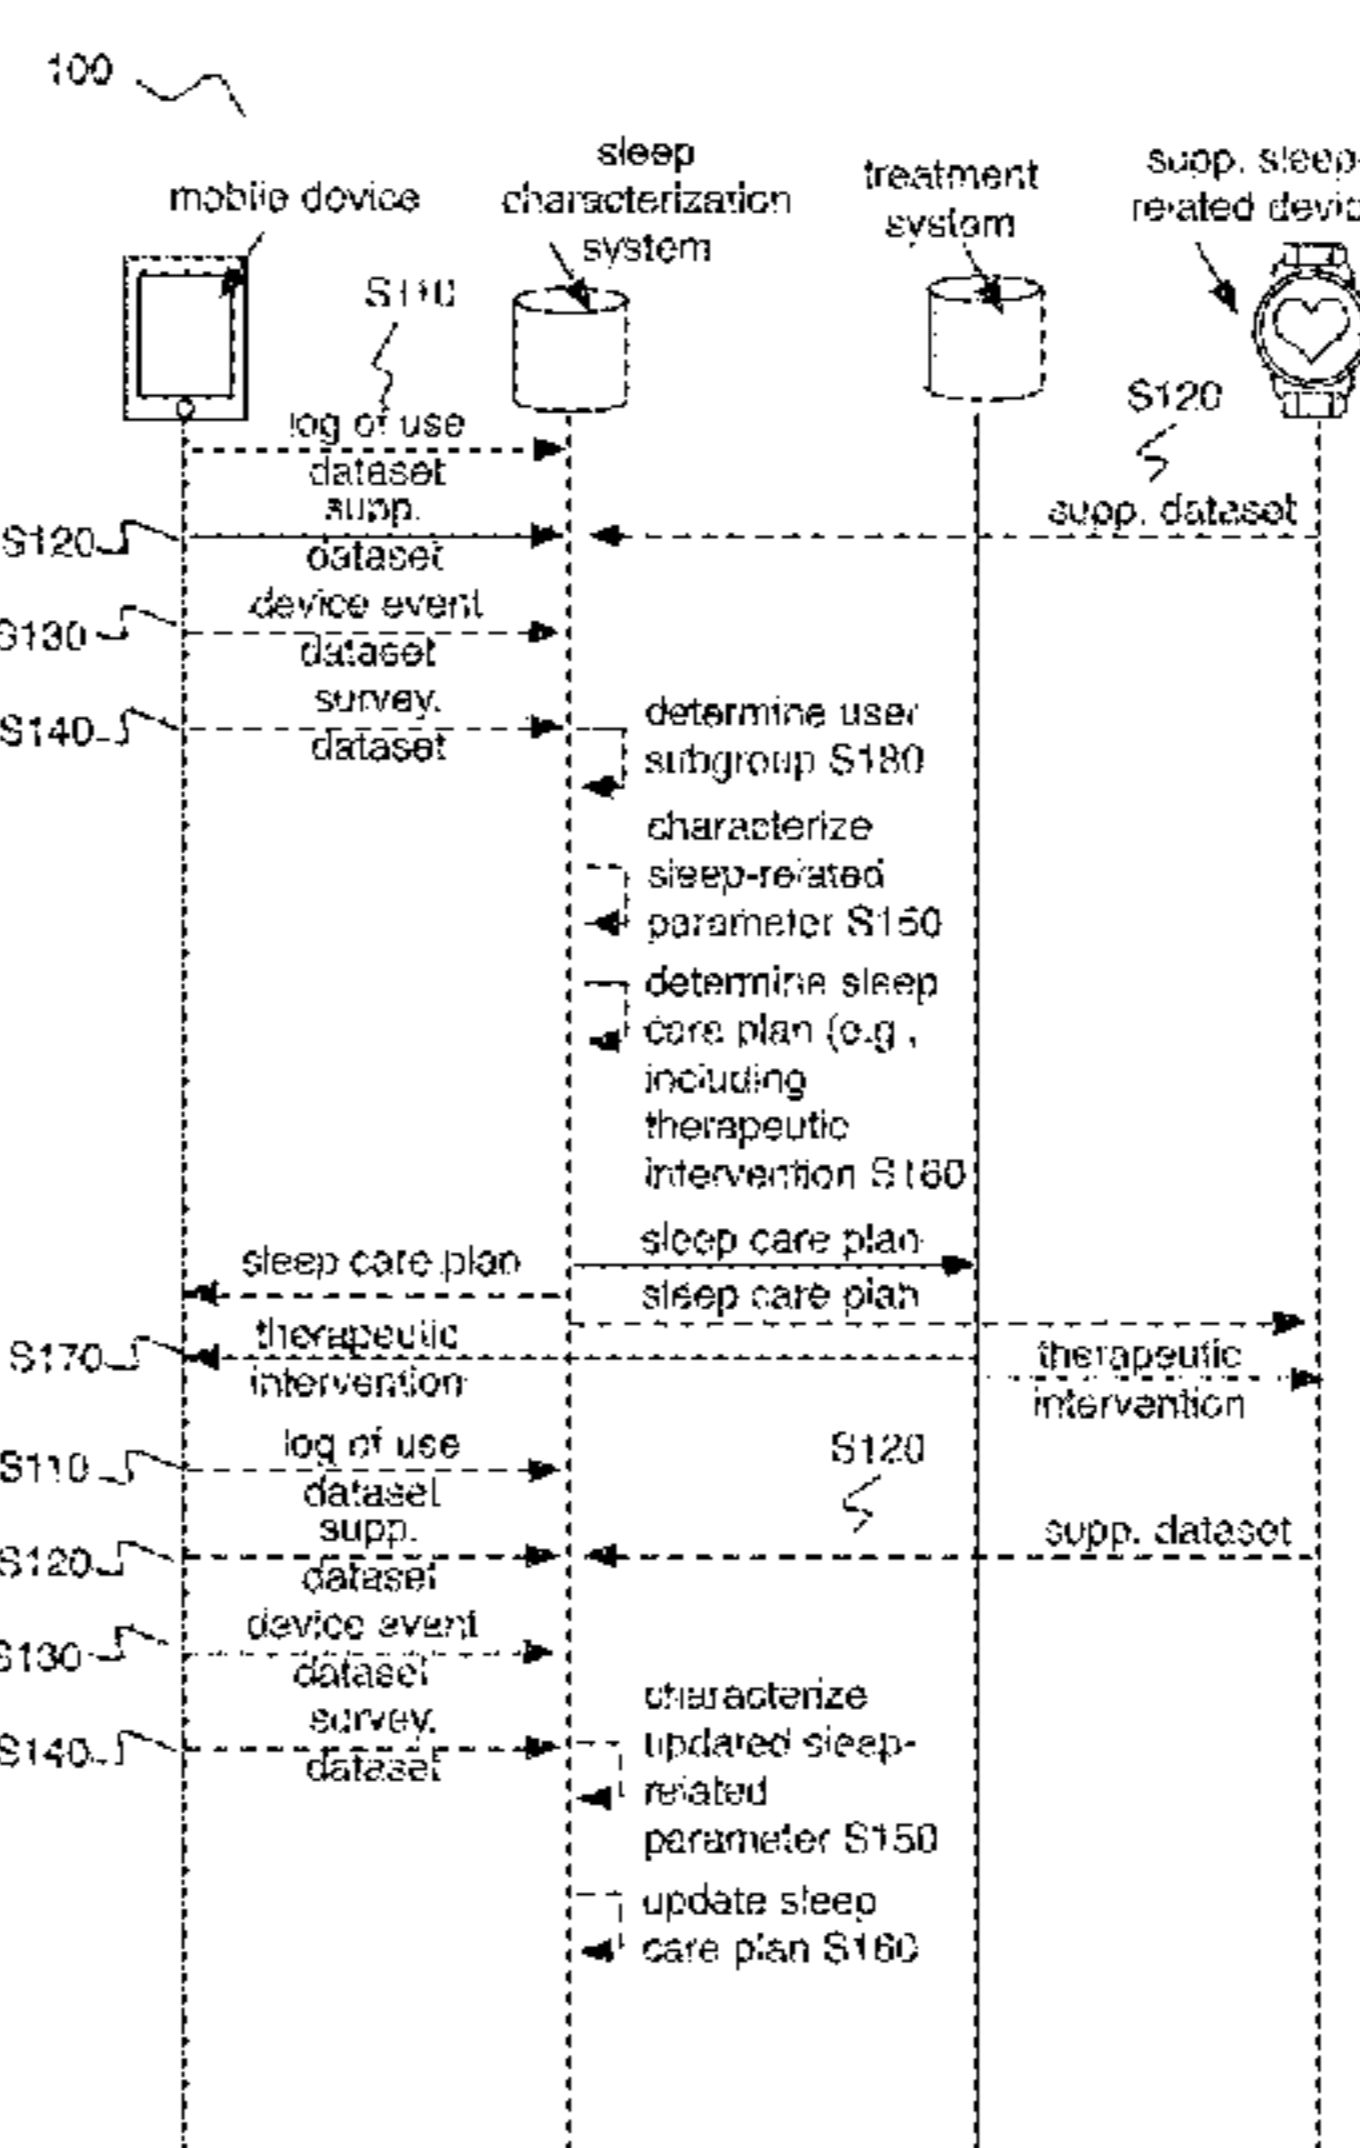 100
mobile device
sleep
characterization
system
treatment
system
supp. sleep-
related devic
S110
S120
log of use
dataset
supp.
dataset
S120
supp. dataset
S130
device event
dataset
S140
survey.
dataset
determine user
subgroup S180
characterize
sleep-related
parameter S150
determine sleep
care plan (e.g.,
including
therapeutic
intervention S160
sleep care plan
sleep care plan
sleep care plan
S170
therapeutic
intervention
therapeutic
intervention
S110
log of use
dataset
S120
S120
supp.
dataset
supp. dataset
S130
device event
dataset
S140
survey.
dataset
characterize
updated sleep-
related
parameter S150
update sleep
care plan S160